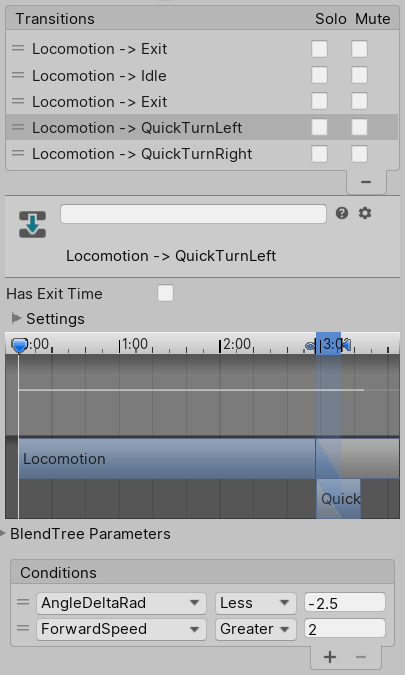 Transitions Solo Mute
Locomotion -> Exit
Locomotion -> Idle
Locomotion -> Exit
Locomotion -> QuickTurnLeft
Locomotion -> QuickTurnRight
Locomotion -> QuickTurnLeft
Has Exit Time
Settings
0:00 1:00 2:00 3:00
Locomotion
Quick
BlendTree Parameters
Conditions
AngleDeltaRad Less -2.5
ForwardSpeed Greater 2